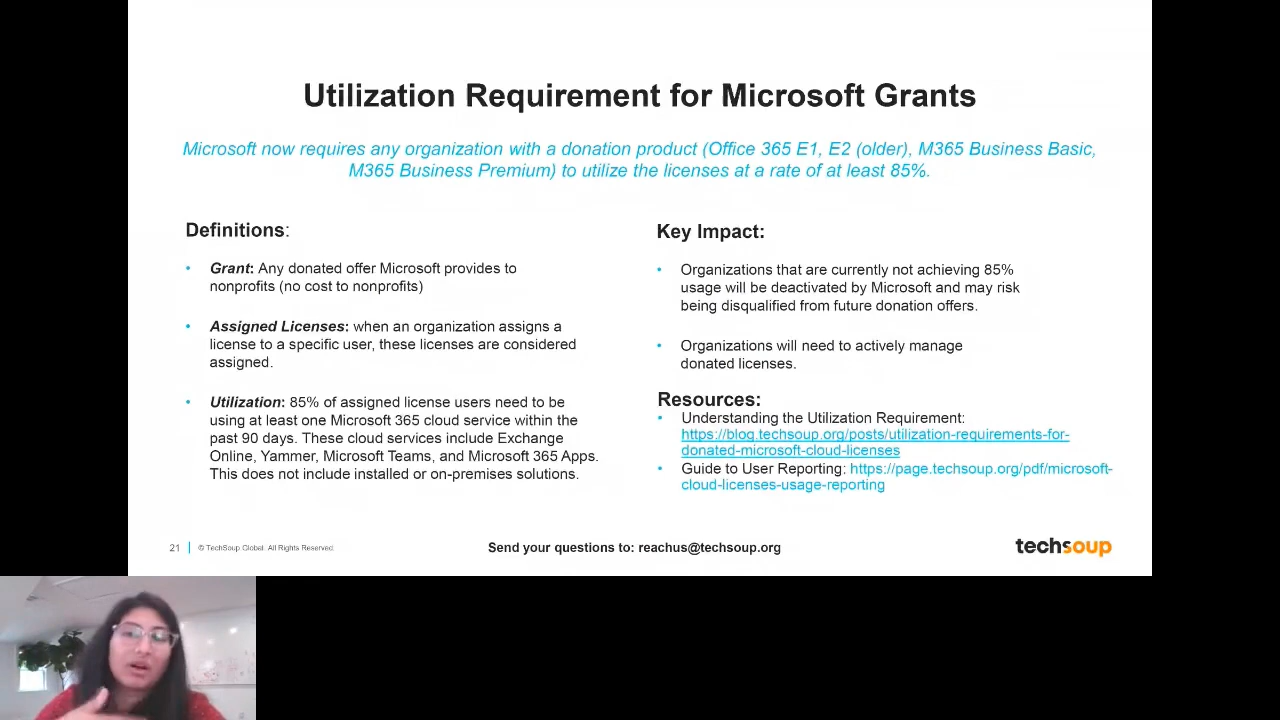 Utilization Requirement for Microsoft Grants
Microsoft now requires any organization with a donation product (Office 365 E1, E2 (older), M365 Business Basic,
M365 Business Premium) to utilize the licenses at a rate of at least 85%.
Definitions:
• Grant: Any donated offer Microsoft provides to
nonprofits (no cost to nonprofits)
• Assigned Licenses: when an organization assigns a
license to a specific user, these licenses are considered
assigned.
• Utilization: 85% of assigned license users need to be
using at least one Microsoft 365 cloud service within the
past 90 days. These cloud services include Exchange
Online, Yammer, Microsoft Teams, and Microsoft 365 Apps.
This does not include installed or on-premises solutions.
Key Impact:
• Organizations that are currently not achieving 85%
usage will be deactivated by Microsoft and may risk
being disqualified from future donation offers.
• Organizations will need to actively manage
donated licenses.
Resources:
• Understanding the Utilization Requirement:
https://blog.techsoup.org/posts/utilization-requirements-for-
donated-microsoft-cloud-licenses
• Guide to User Reporting: https://page.techsoup.org/pdf/microsoft-
cloud-licenses-usage-reporting
21 | © TechSoup Global. All Rights Reserved.
Send your questions to: reachus@techsoup.org
techsoup